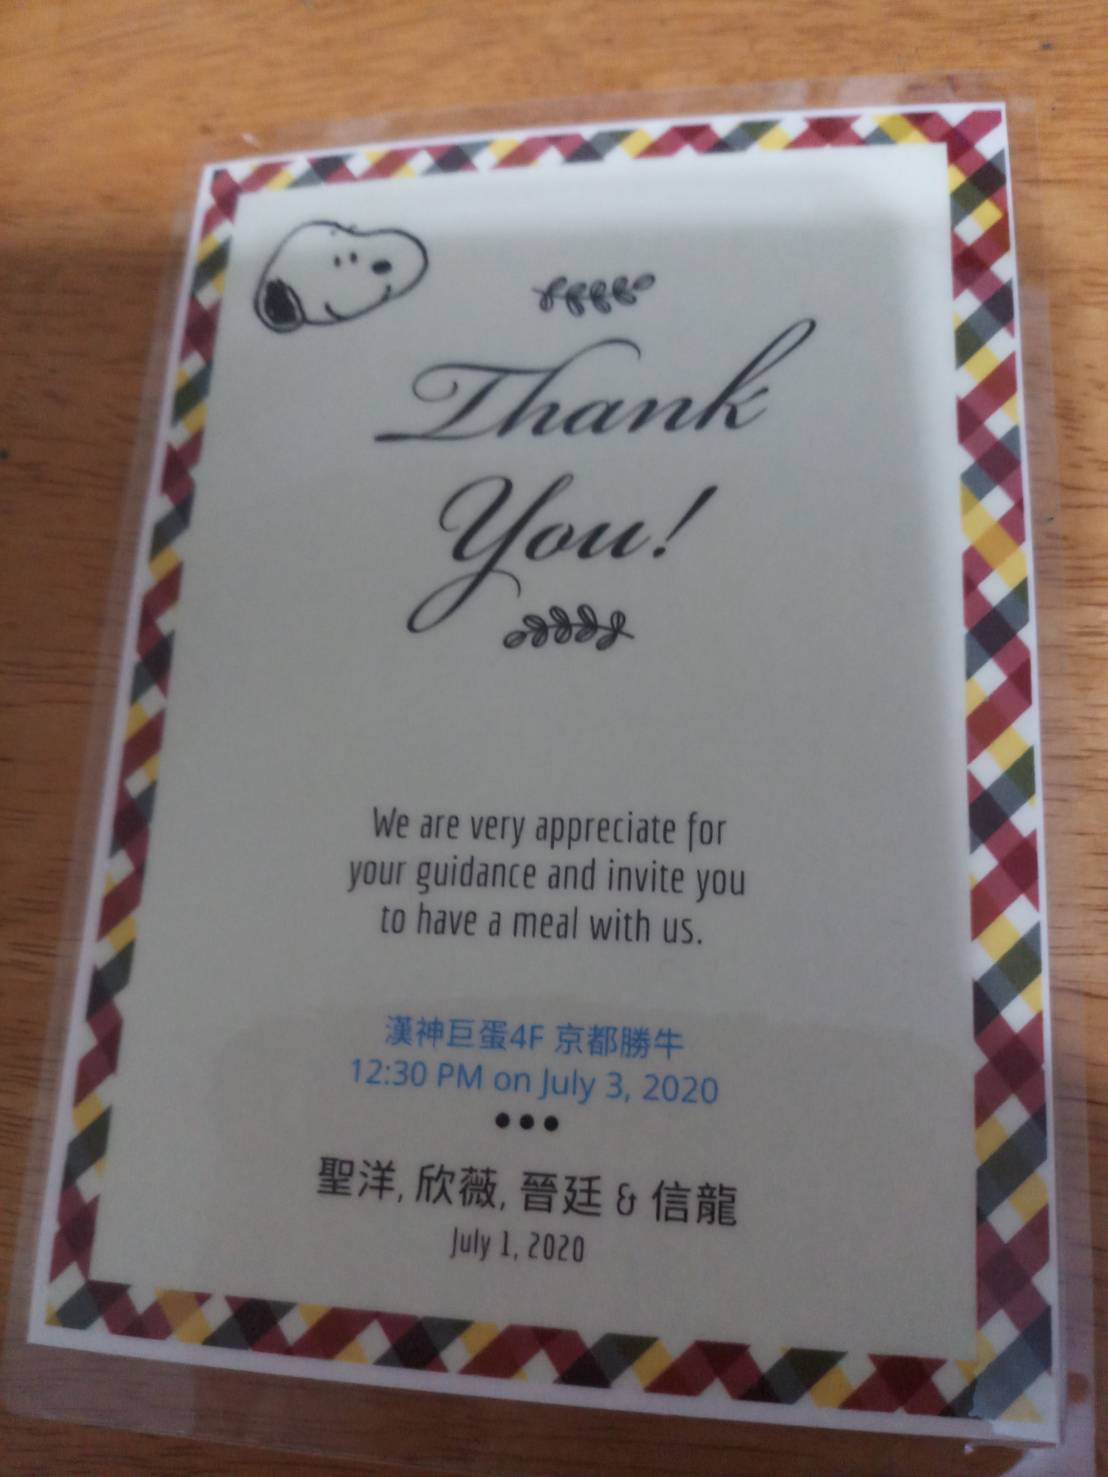 Thank
You!
We are very appreciate for
your guidance and invite you
to have a meal with us.
漢神巨蛋4F 京都勝牛
12:30 PM on July 3, 2020
聖洋, 欣薇, 晉廷 & 信龍
July 1, 2020